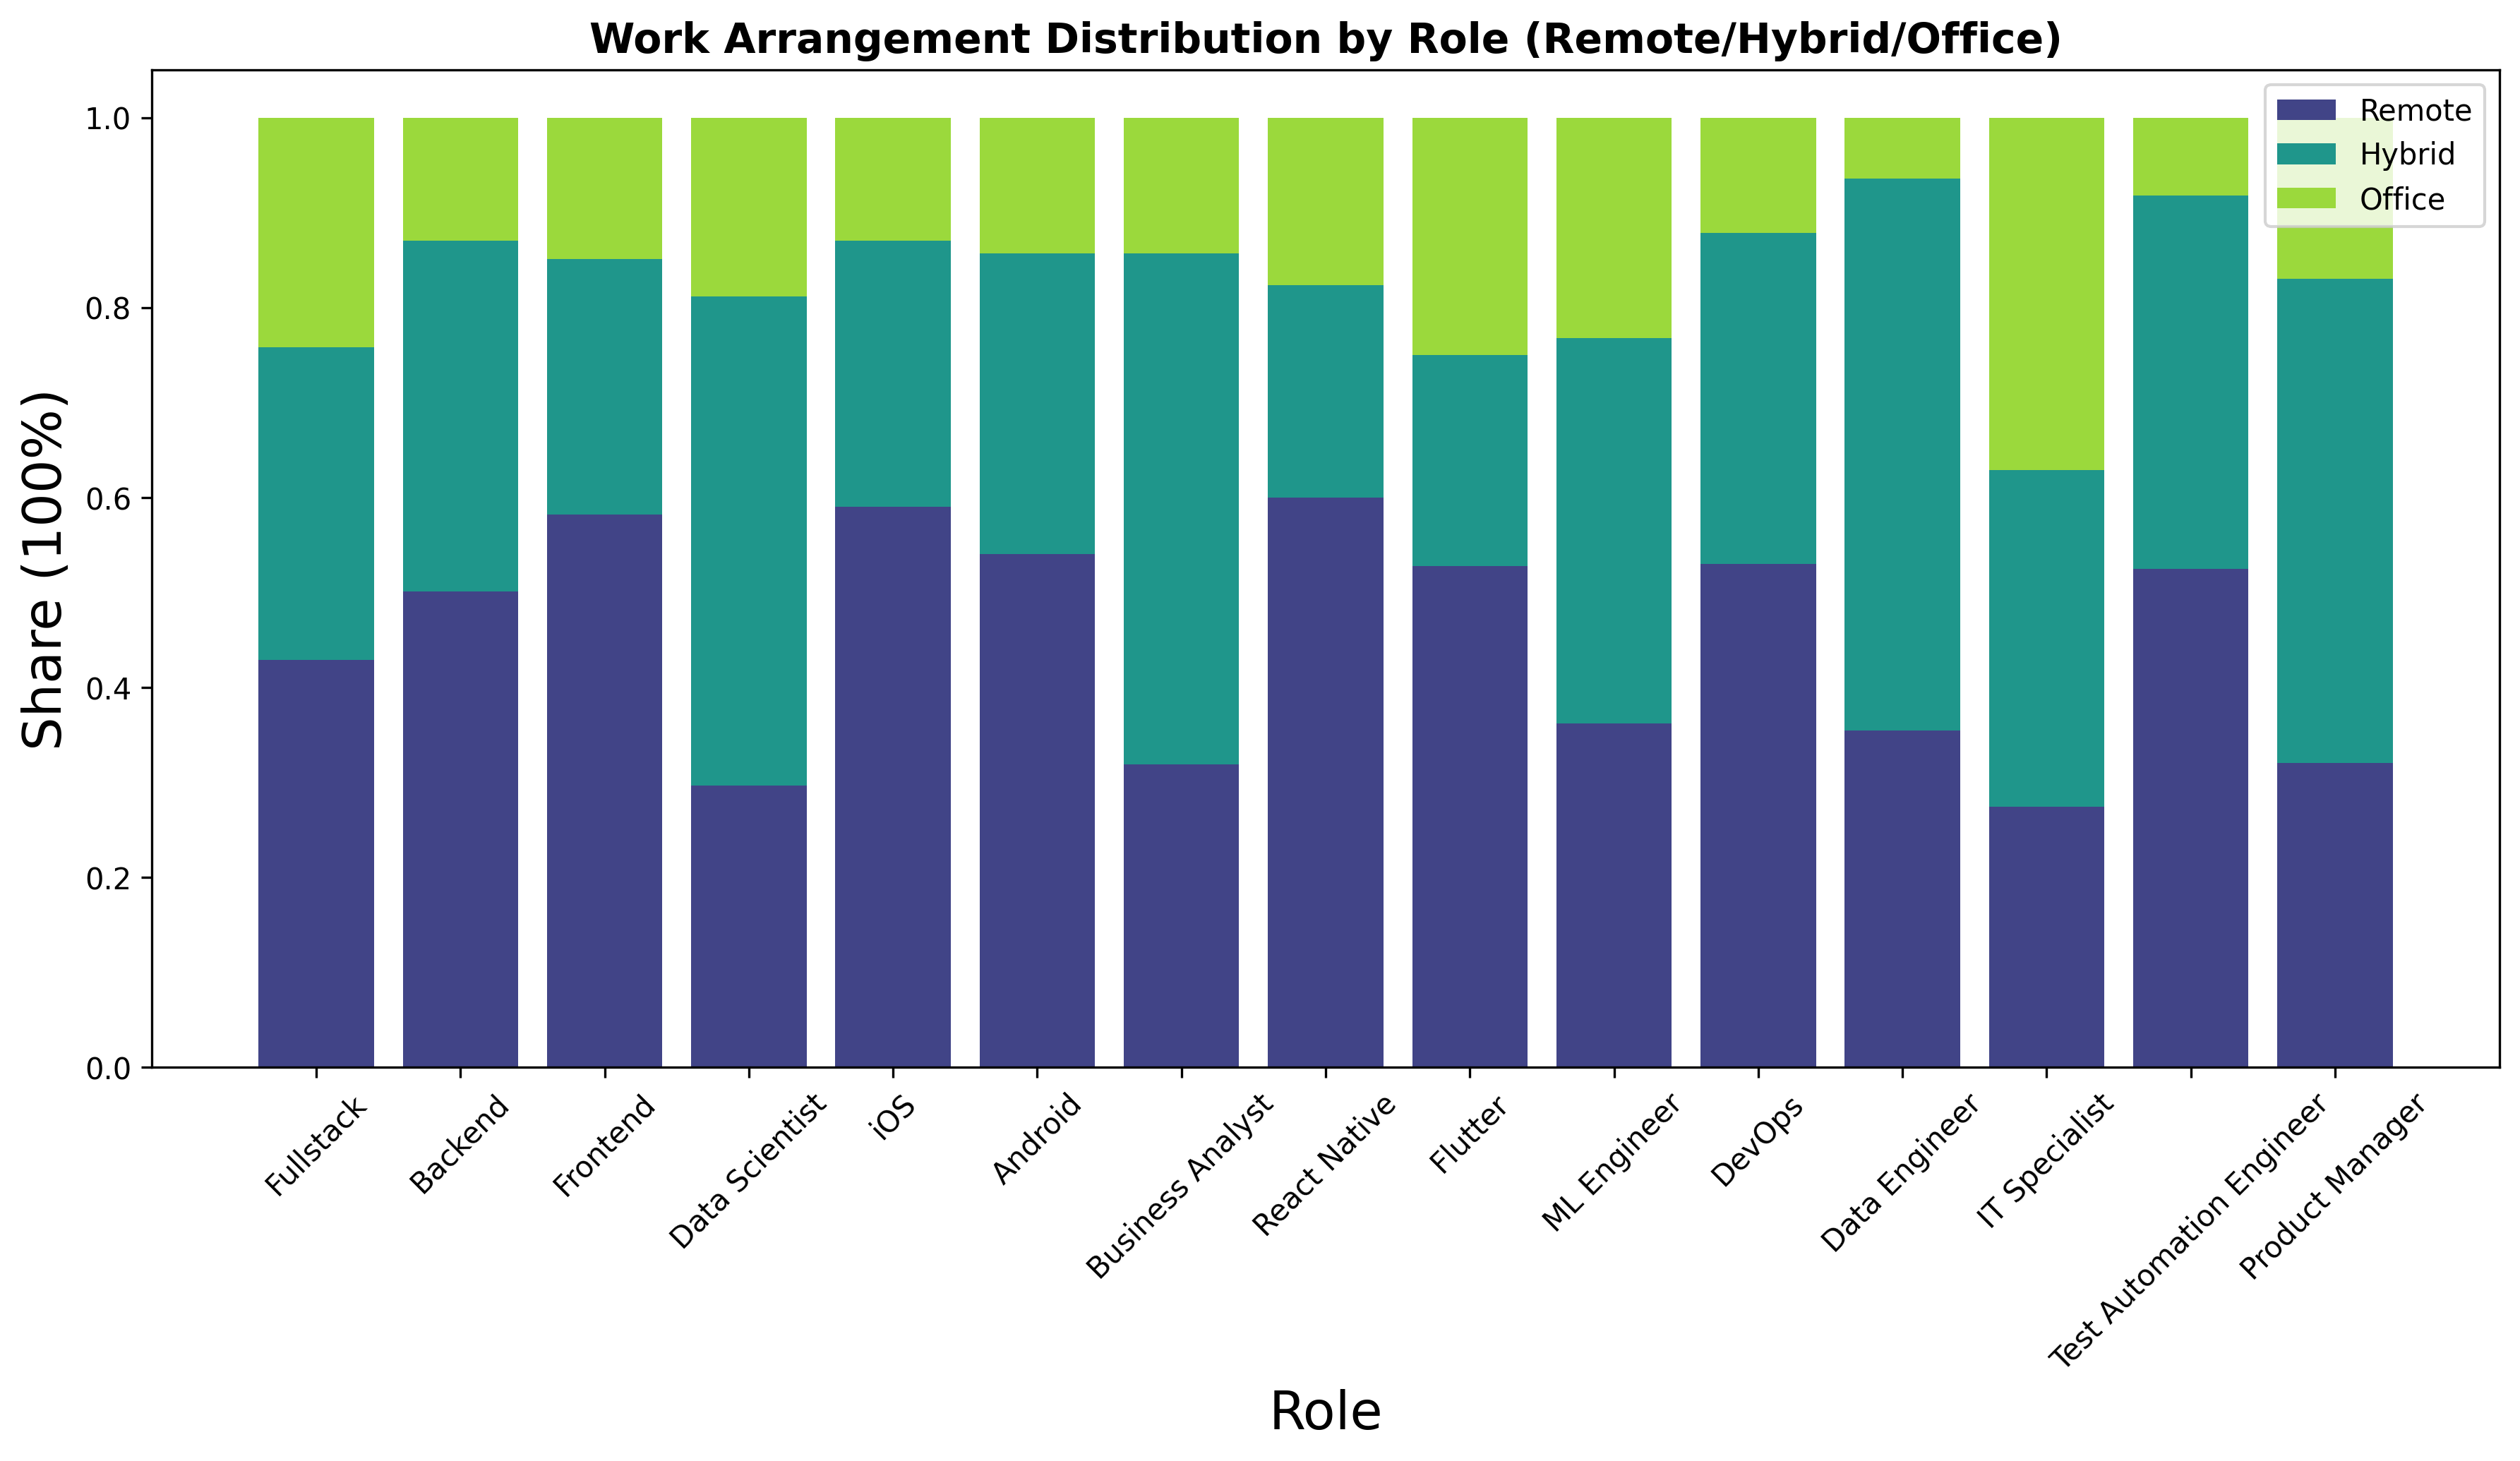 Work Arrangement Distribution by Role (Remote/Hybrid/Office)
Remote
Hybrid
Office
Share (100%)
1.0
0.8
0.6
0.4
0.2
0.0
Fullstack
Backend
Frontend
Data Scientist
iOS
Android
Business Analyst
React Native
Flutter
ML Engineer
DevOps
Data Engineer
IT Specialist
Test Automation Engineer
Product Manager
Role